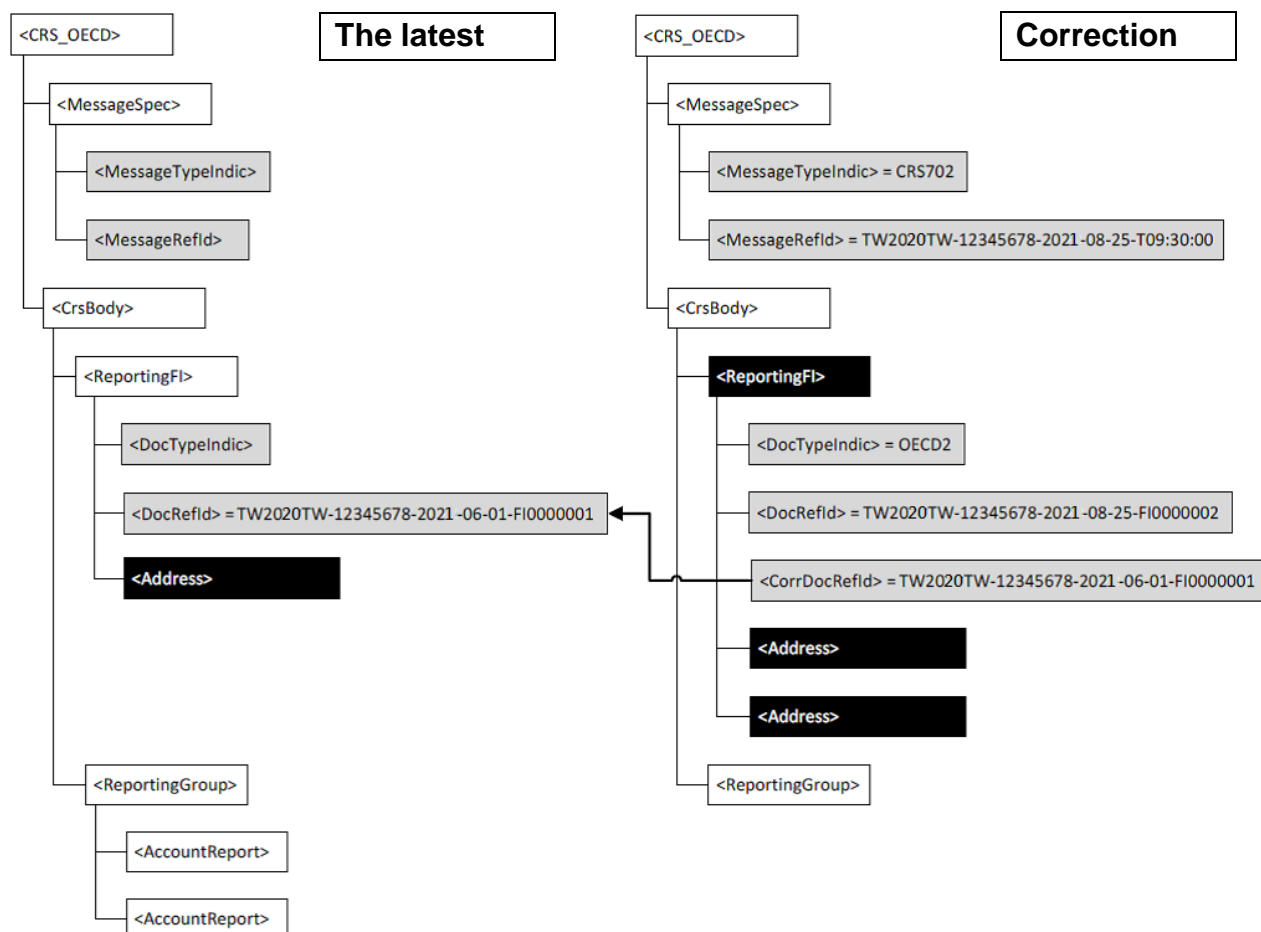 The latest
<CRS_OECD>
<MessageSpec>
<MessageTypeIndic>
<MessageRefId>
<CrsBody>
<ReportingFI>
<DocTypeIndic>
<DocRefId> = TW2020TW-12345678-2021-06-01-FI0000001
<Address>
<ReportingGroup>
<AccountReport>
<AccountReport>
Correction
<CRS_OECD>
<MessageSpec>
<MessageTypeIndic> = CRS702
<MessageRefId> = TW2020TW-12345678-2021-08-25-T09:30:00
<CrsBody>
<ReportingFI>
<DocTypeIndic> = OECD2
<DocRefId> = TW2020TW-12345678-2021-08-25-FI0000002
<CorrDocRefId> = TW2020TW-12345678-2021-06-01-FI0000001
<Address>
<Address>
<ReportingGroup>